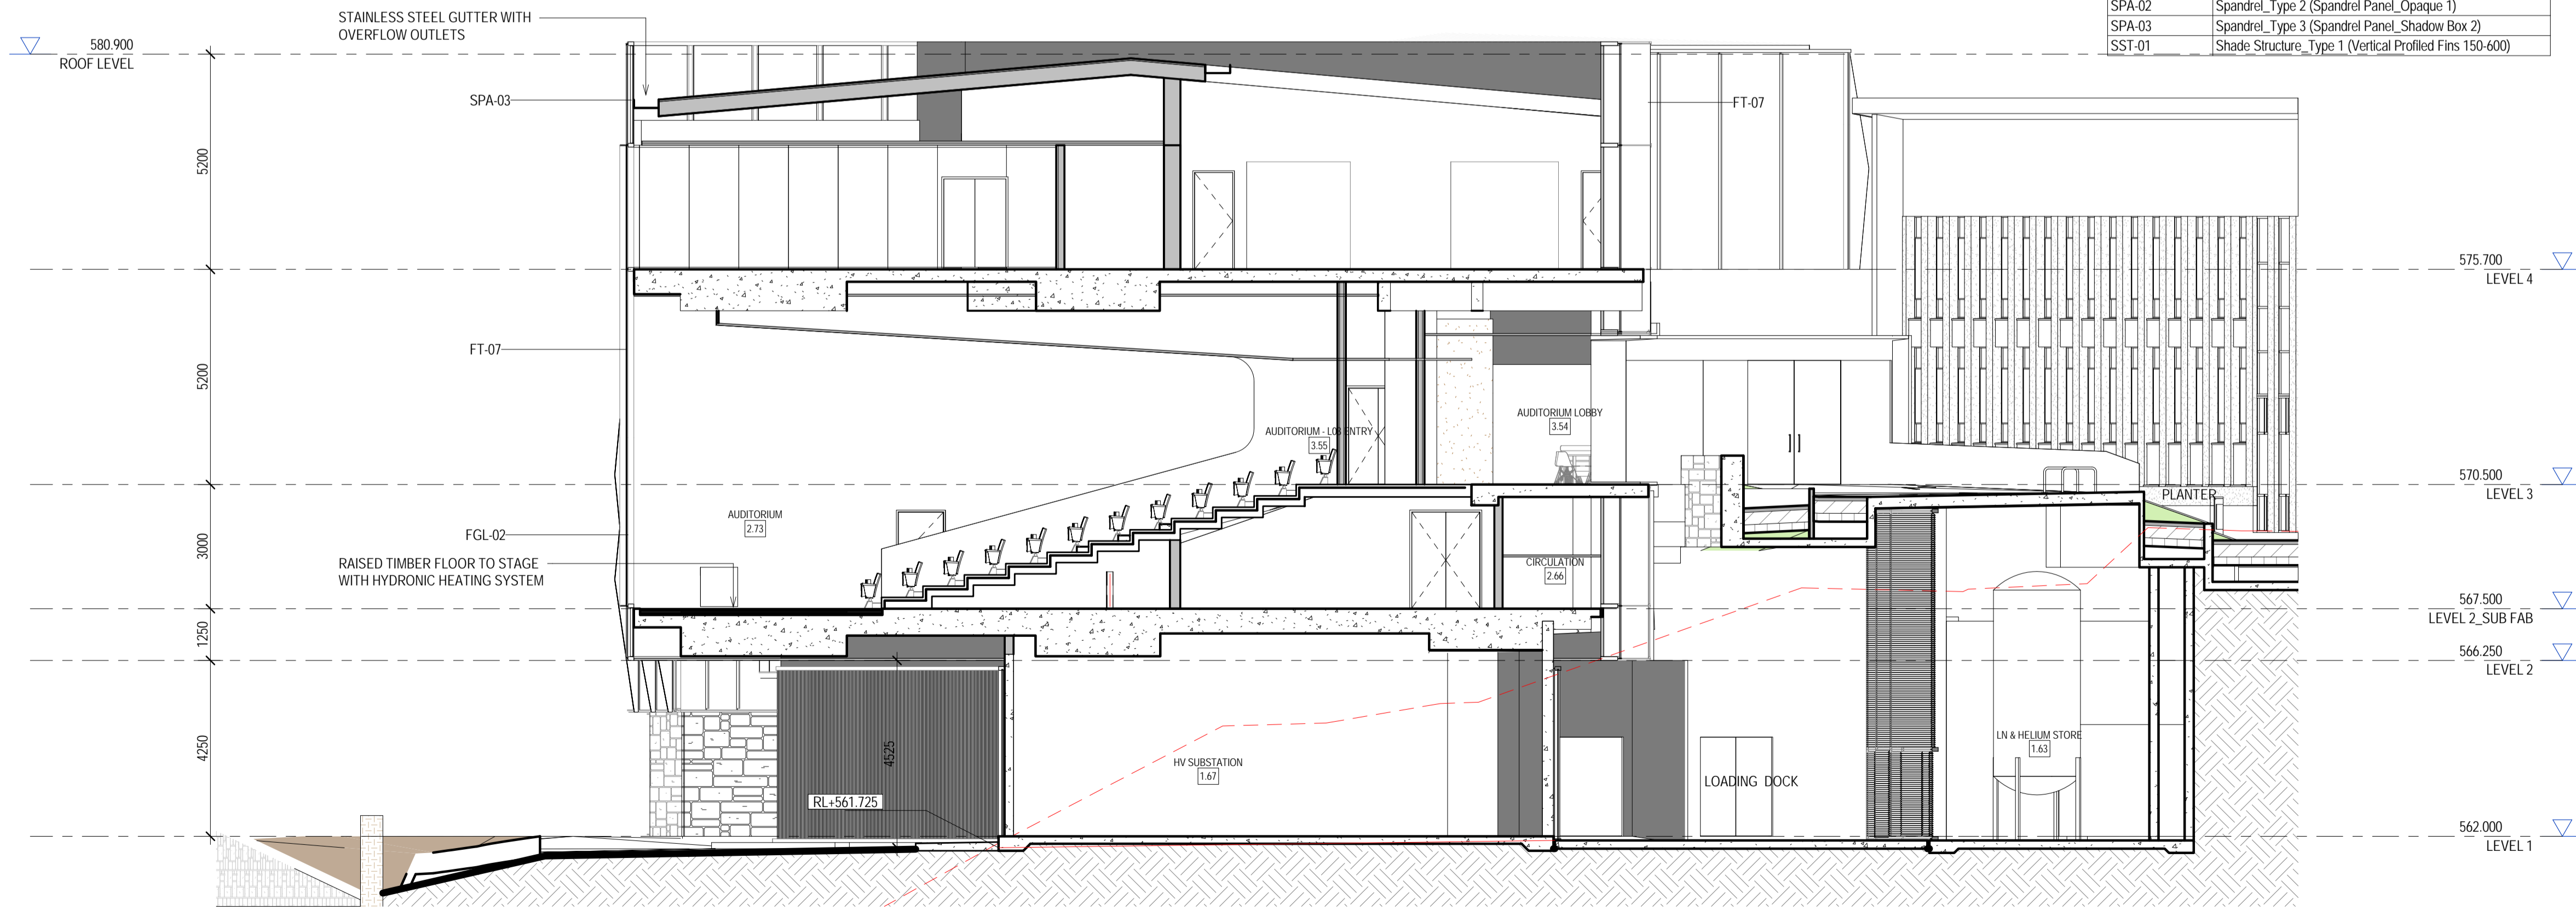 SPA-02 Spandrel_Type 2 (Spandrel Panel_Opaque 1)
SPA-03 Spandrel_Type 3 (Spandrel Panel_Shadow Box 2)
SST-01 Shade Structure_Type 1 (Vertical Profiled Fins 150-600)
STAINLESS STEEL GUTTER WITH
OVERFLOW OUTLETS
580.900
ROOF LEVEL
SPA-03
FT-07
5200
575.700
LEVEL 4
FT-07
5200
AUDITORIUM LOBBY
3.54
AUDITORIUM - L03 ENTRY
3.55
570.500
LEVEL 3
PLANTER
AUDITORIUM
2.73
FGL-02
3000
RAISED TIMBER FLOOR TO STAGE
WITH HYDRONIC HEATING SYSTEM
CIRCULATION
2.66
567.500
LEVEL 2_SUB FAB
1250
566.250
LEVEL 2
4250
4525
HV SUBSTATION
1.67
LN & HELIUM STORE
1.63
LOADING DOCK
RL+561.725
562.000
LEVEL 1